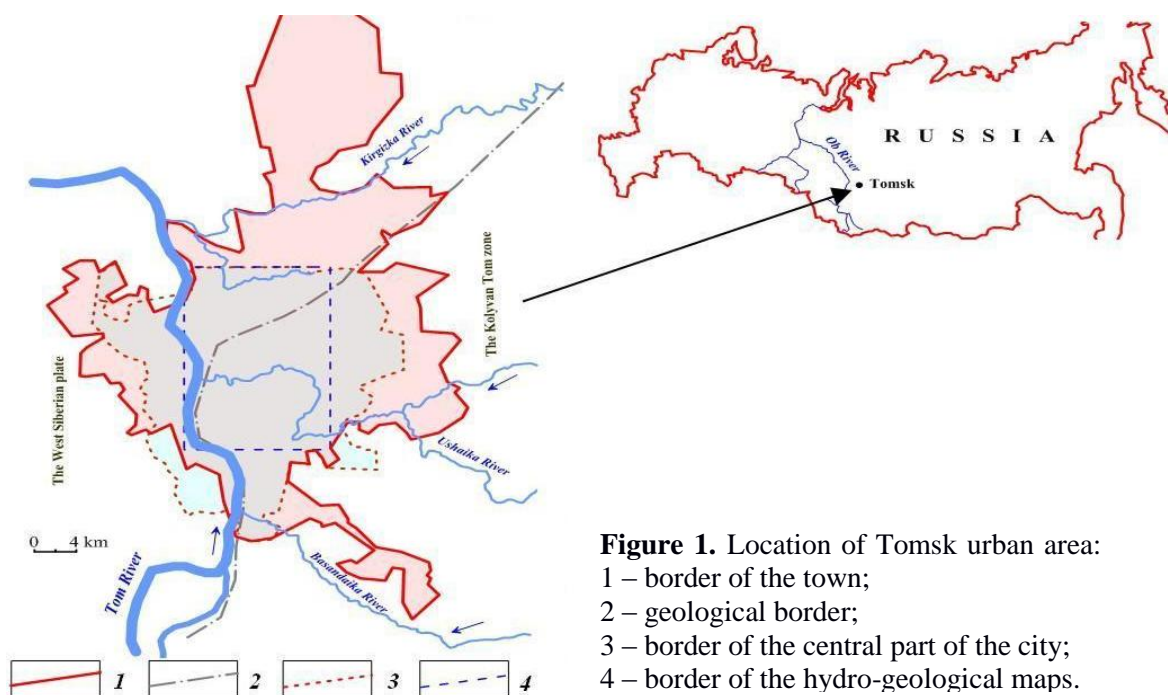 Kirgizka River
The West Siberian plate
The Kolyvan Tom zone
Ushaika River
0 4 km
Tom River
Basandaika River
1 2 3 4
R U S S I A
Ob River
Tomsk
Figure 1. Location of Tomsk urban area:
1 – border of the town;
2 – geological border;
3 – border of the central part of the city;
4 – border of the hydro-geological maps.